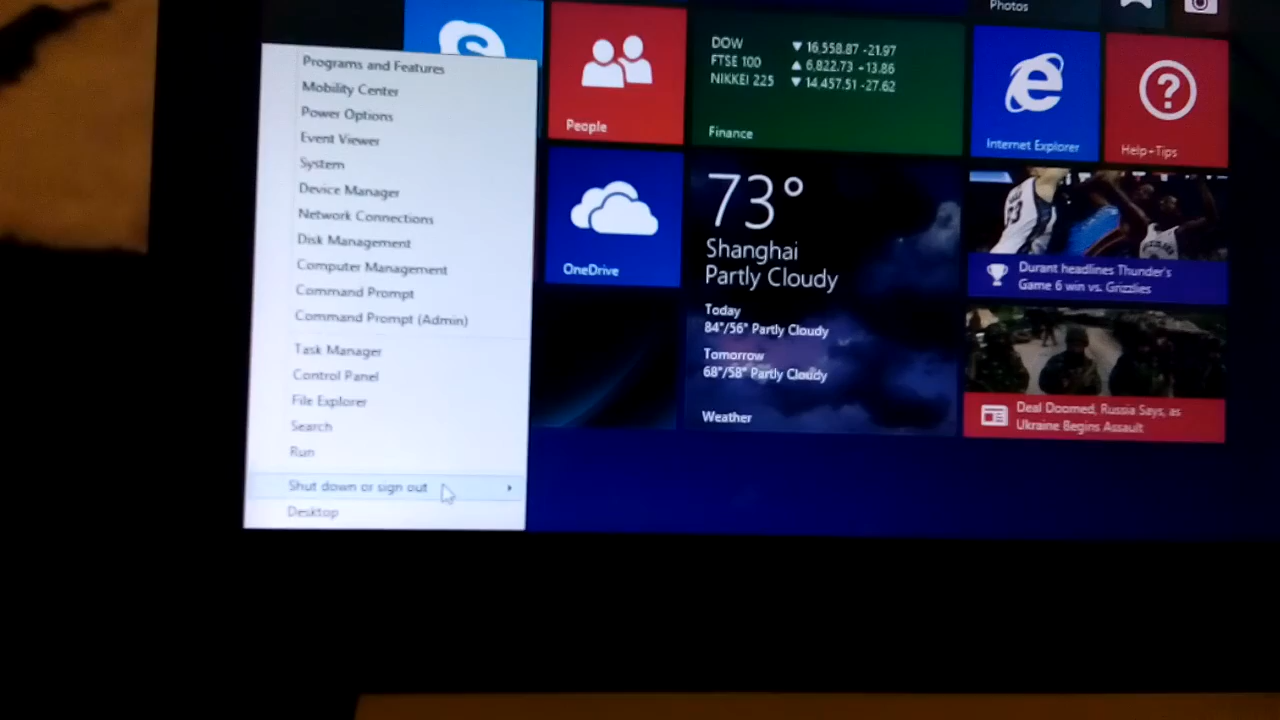 Programs and Features
Mobility Center
Power Options
Event Viewer
System
Device Manager
Network Connections
Disk Management
Computer Management
Command Prompt
Command Prompt (Admin)
Task Manager
Control Panel
File Explorer
Search
Run
Shut down or sign out
Desktop
S
People
OneDrive
DOW ▼ 16,558.87 -21.97
FTSE 100 ▲ 6,822.73 +13.86
NIKKEI 225 ▼ 14,457.51 -27.62
Finance
73°
Shanghai
Partly Cloudy
Today
84°/56° Partly Cloudy
Tomorrow
68°/58° Partly Cloudy
Weather
Photos
Internet Explorer
?
Help+Tips
Durant headlines Thunder's
Game 6 win vs. Grizzlies
Deal Doomed, Russia Says, as
Ukraine Begins Assault